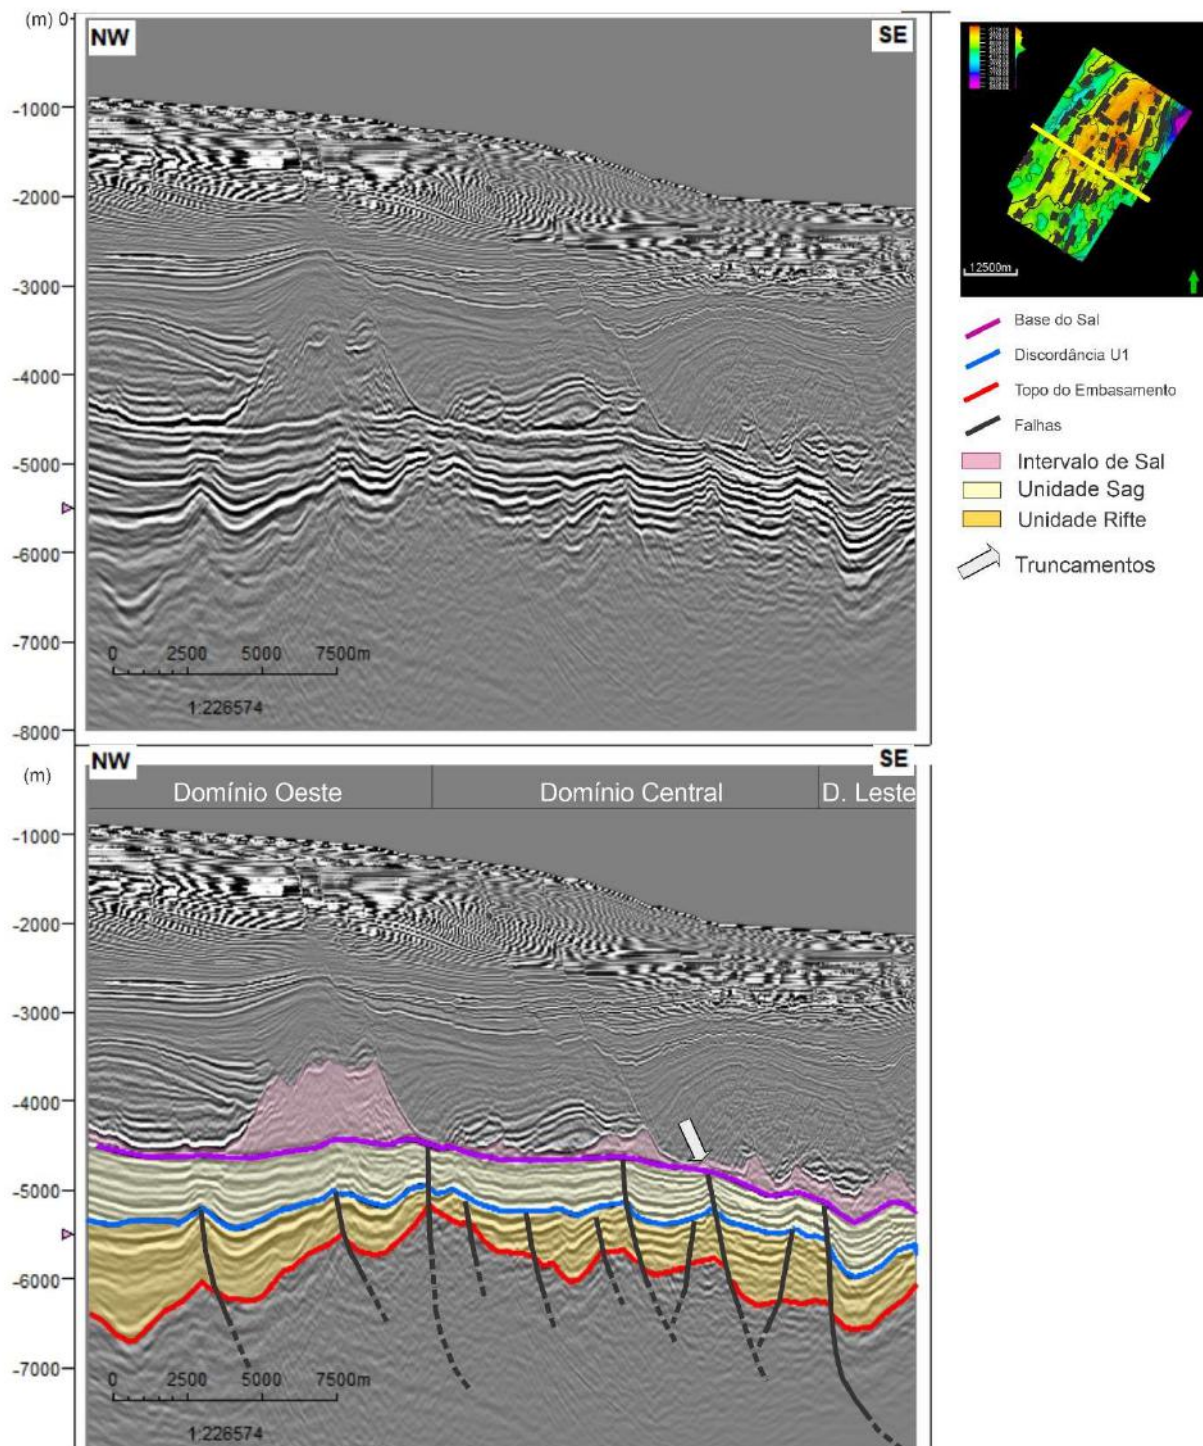 (m) 0
NW
SE
-1000
-2000
-3000
-4000
-5000
-6000
-7000
-8000
0 2500 5000 7500m
1:226574
12500m
Base do Sal
Discordância U1
Topo do Embasamento
Falhas
Intervalo de Sal
Unidade Sag
Unidade Rifte
Truncamentos
(m)
NW
SE
Domínio Oeste
Domínio Central
D. Leste
-1000
-2000
-3000
-4000
-5000
-6000
-7000
0 2500 5000 7500m
1:226574